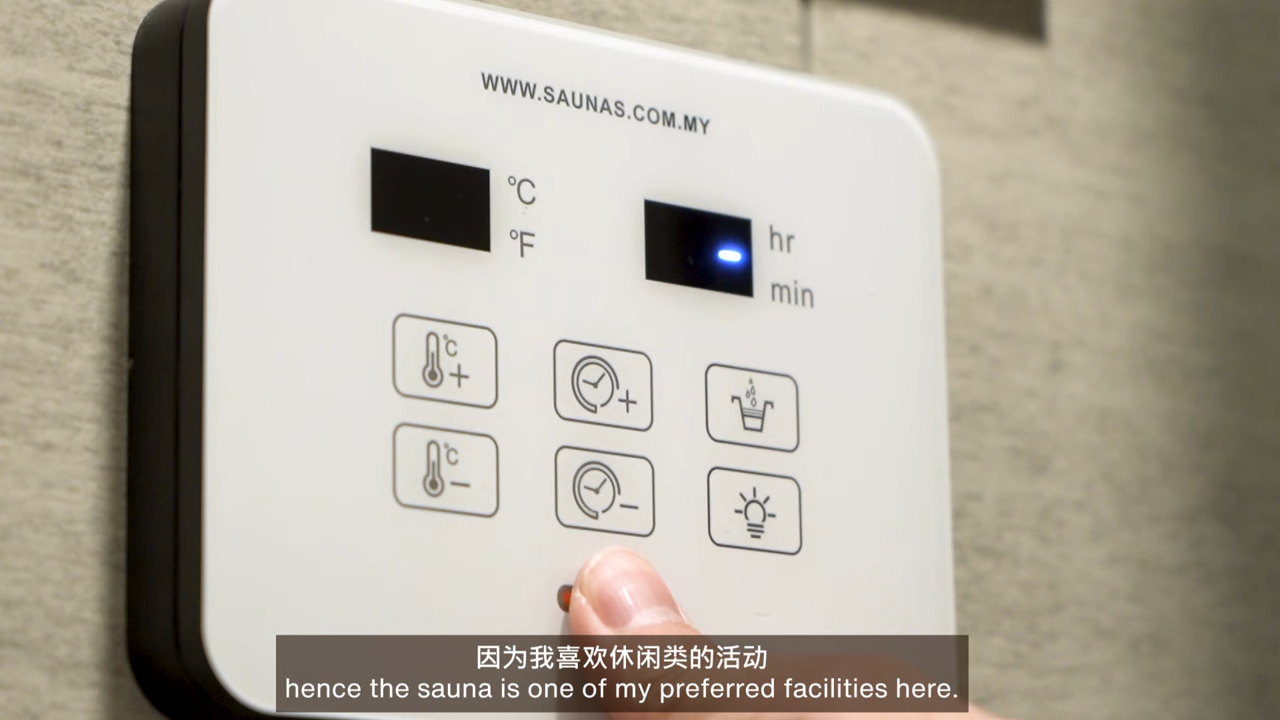 WWW.SAUNAS.COM.MY
°C
°F
hr
min
°C
+
+
°C
-
-
因为我喜欢休闲类的活动
hence the sauna is one of my preferred facilities here.